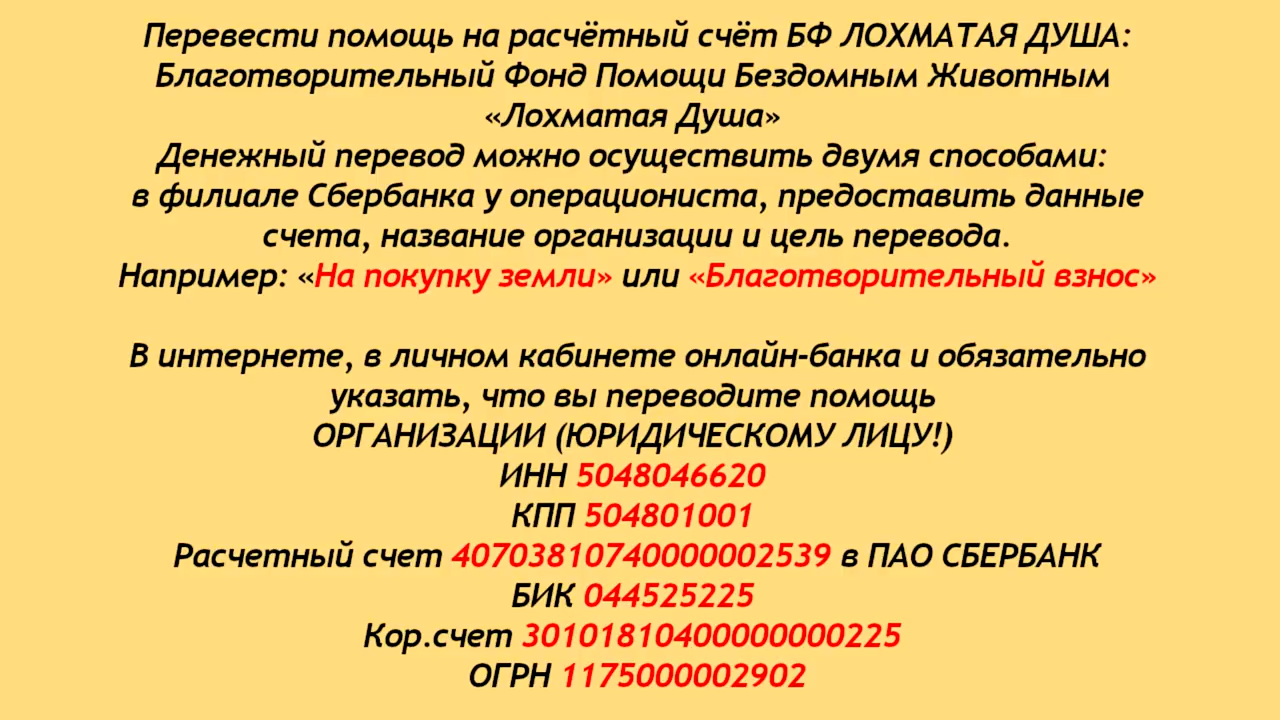 Перевести помощь на расчётный счёт БФ ЛОХМАТАЯ ДУША:
Благотворительный Фонд Помощи Бездомным Животным
«Лохматая Душа»
Денежный перевод можно осуществить двумя способами:
в филиале Сбербанка у операциониста, предоставить данные
счета, название организации и цель перевода.
Например: «На покупку земли» или «Благотворительный взнос»
В интернете, в личном кабинете онлайн-банка и обязательно
указать, что вы переводите помощь
ОРГАНИЗАЦИИ (ЮРИДИЧЕСКОМУ ЛИЦУ!)
ИНН 5048046620
КПП 504801001
Расчетный счет 40703810740000002539 в ПАО СБЕРБАНК
БИК 044525225
Кор.счет 30101810400000000225
ОГРН 1175000002902